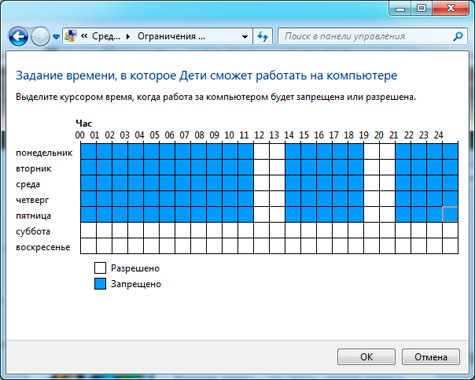 « Сред... Ограничения ... Поиск в панели управления
Задание времени, в которое Дети сможет работать на компьютере
Выделите курсором время, когда работа за компьютером будет запрещена или разрешена.
Час
00 01 02 03 04 05 06 07 08 09 10 11 12 13 14 15 16 17 18 19 20 21 22 23 24
понедельник
вторник
среда
четверг
пятница
суббота
воскресенье
Разрешено
Запрещено
ОК Отмена